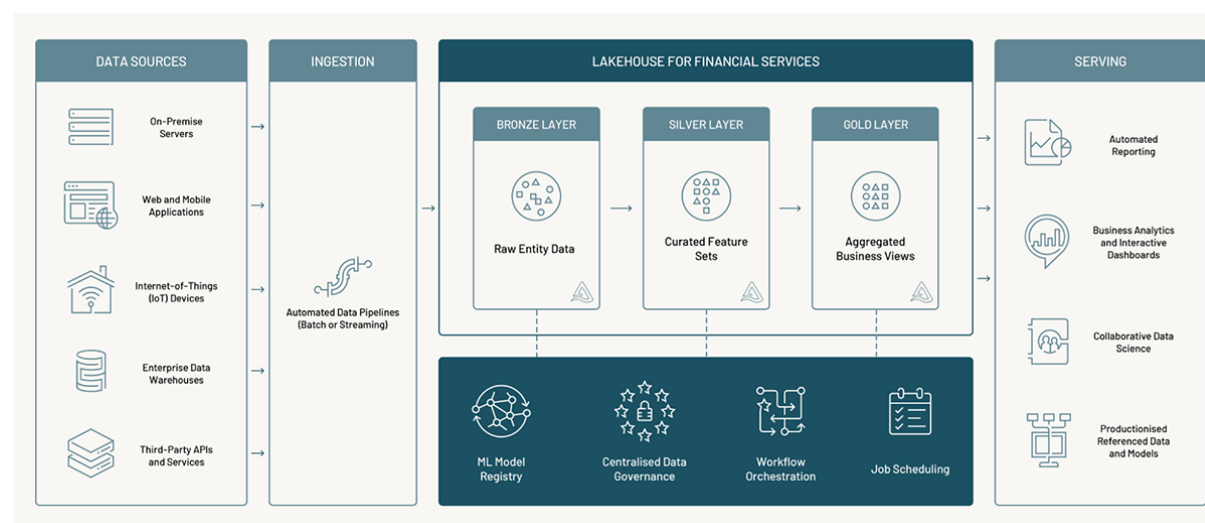 DATA SOURCES
On-Premise
Servers
Web and Mobile
Applications
Internet-of-Things
(IoT) Devices
Enterprise Data
Warehouses
Third-Party APIs
and Services
INGESTION
Automated Data Pipelines
(Batch or Streaming)
LAKEHOUSE FOR FINANCIAL SERVICES
BRONZE LAYER
Raw Entity Data
SILVER LAYER
Curated Feature
Sets
GOLD LAYER
Aggregated
Business Views
ML Model
Registry
Centralised Data
Governance
Workflow
Orchestration
Job Scheduling
SERVING
Automated
Reporting
Business Analytics
and Interactive
Dashboards
Collaborative Data
Science
Productionised
Referenced Data
and Models